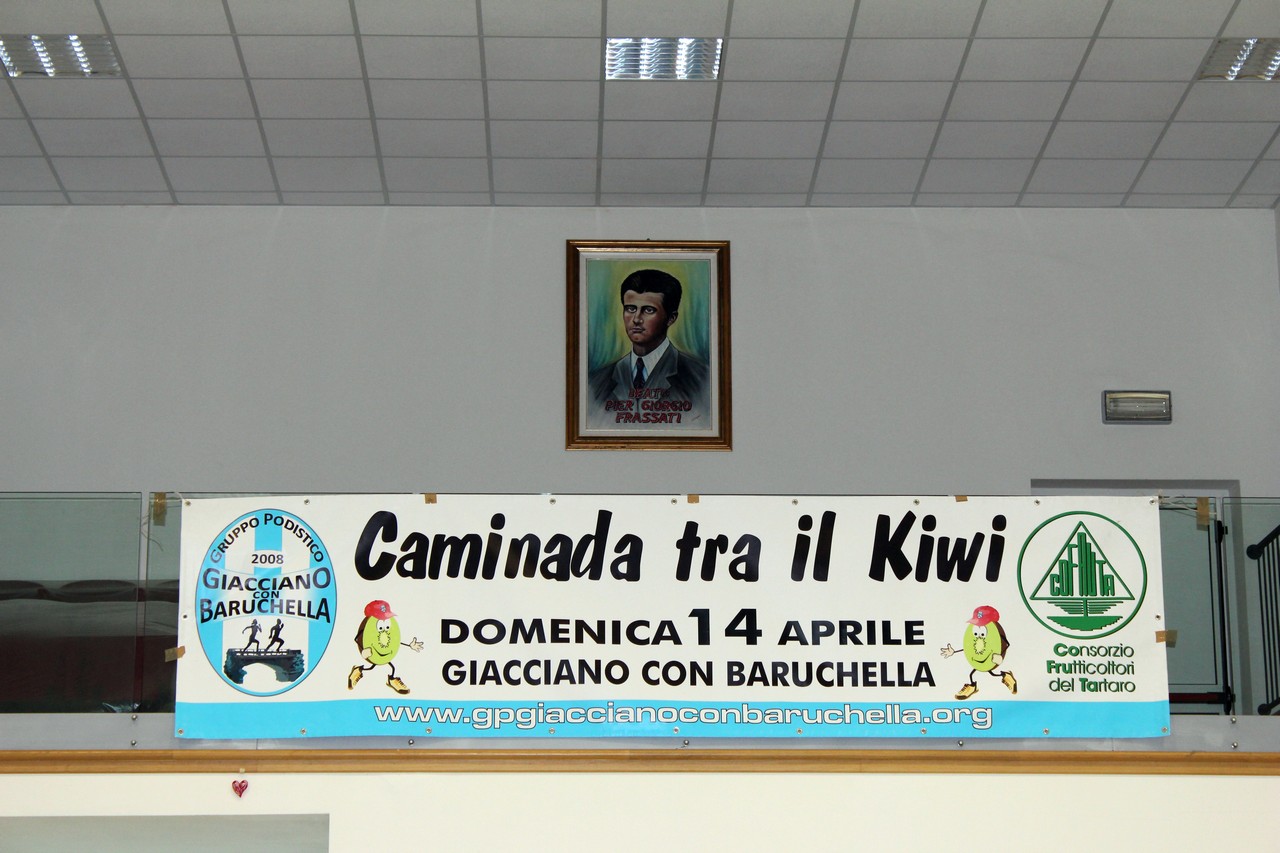 BEATO
PIER GIORGIO
FRASSATI
GRUPPO PODISTICO
2008
GIACCIANO
CON
BARUCHELLA
Caminada tra il Kiwi
DOMENICA 14 APRILE
GIACCIANO CON BARUCHELLA
www.gpgiaccianoconbaruchella.org
COFRUTA
Consorzio
Frutticoltori
del Tartaro